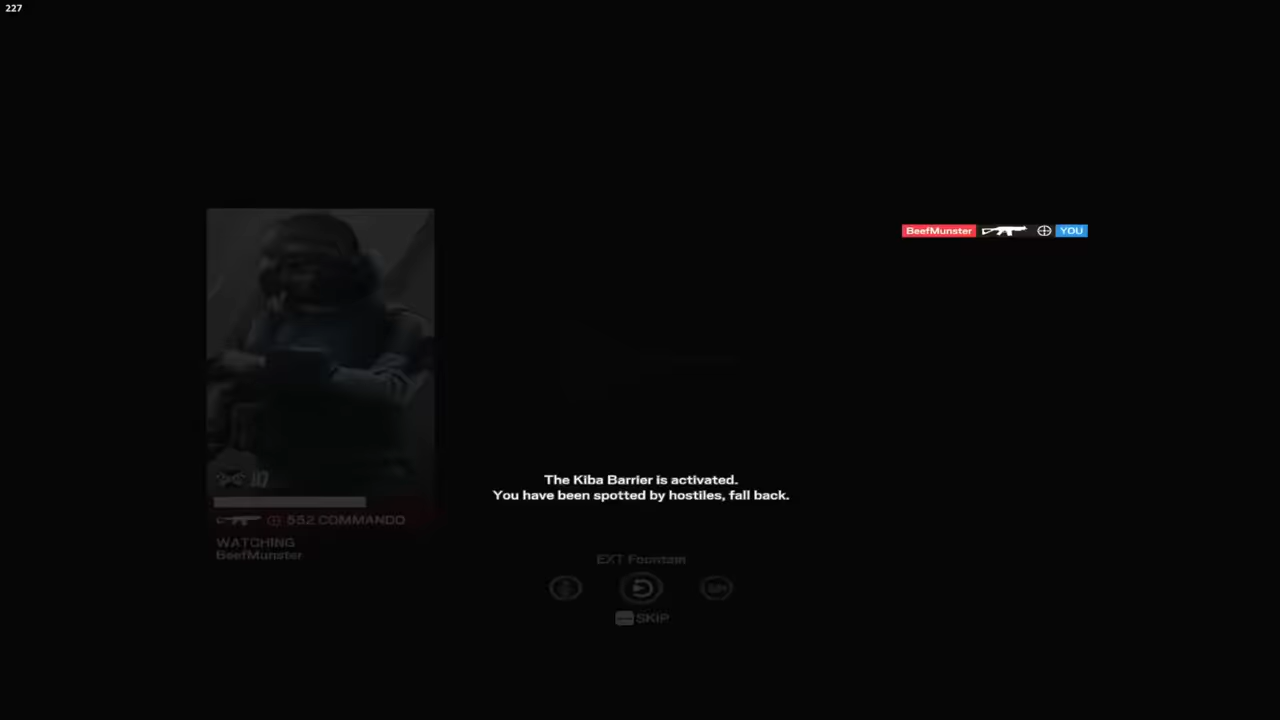 227
BeefMunster YOU
117
The Kiba Barrier is activated.
You have been spotted by hostiles, fall back.
552 COMMANDO
WATCHING
BeefMunster
EXT Fountain
SKIP